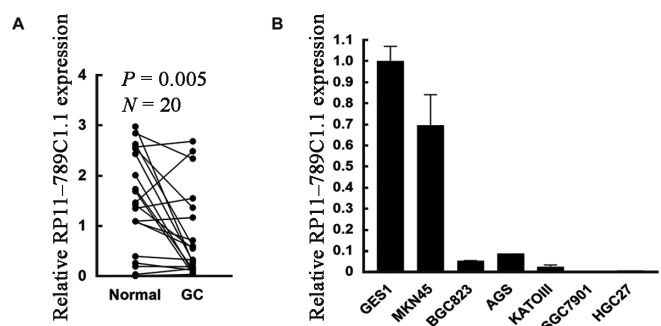 A
Relative RP11–789C1.1 expression
4
3
2
1
0
P = 0.005
N = 20
Normal GC
B
Relative RP11–789C1.1 expression
1.1
1.0
0.9
0.8
0.7
0.6
0.5
0.4
0.3
0.2
0.1
0
GES1
MKN45
BGC823
AGS
KATOIII
SGC7901
HGC27